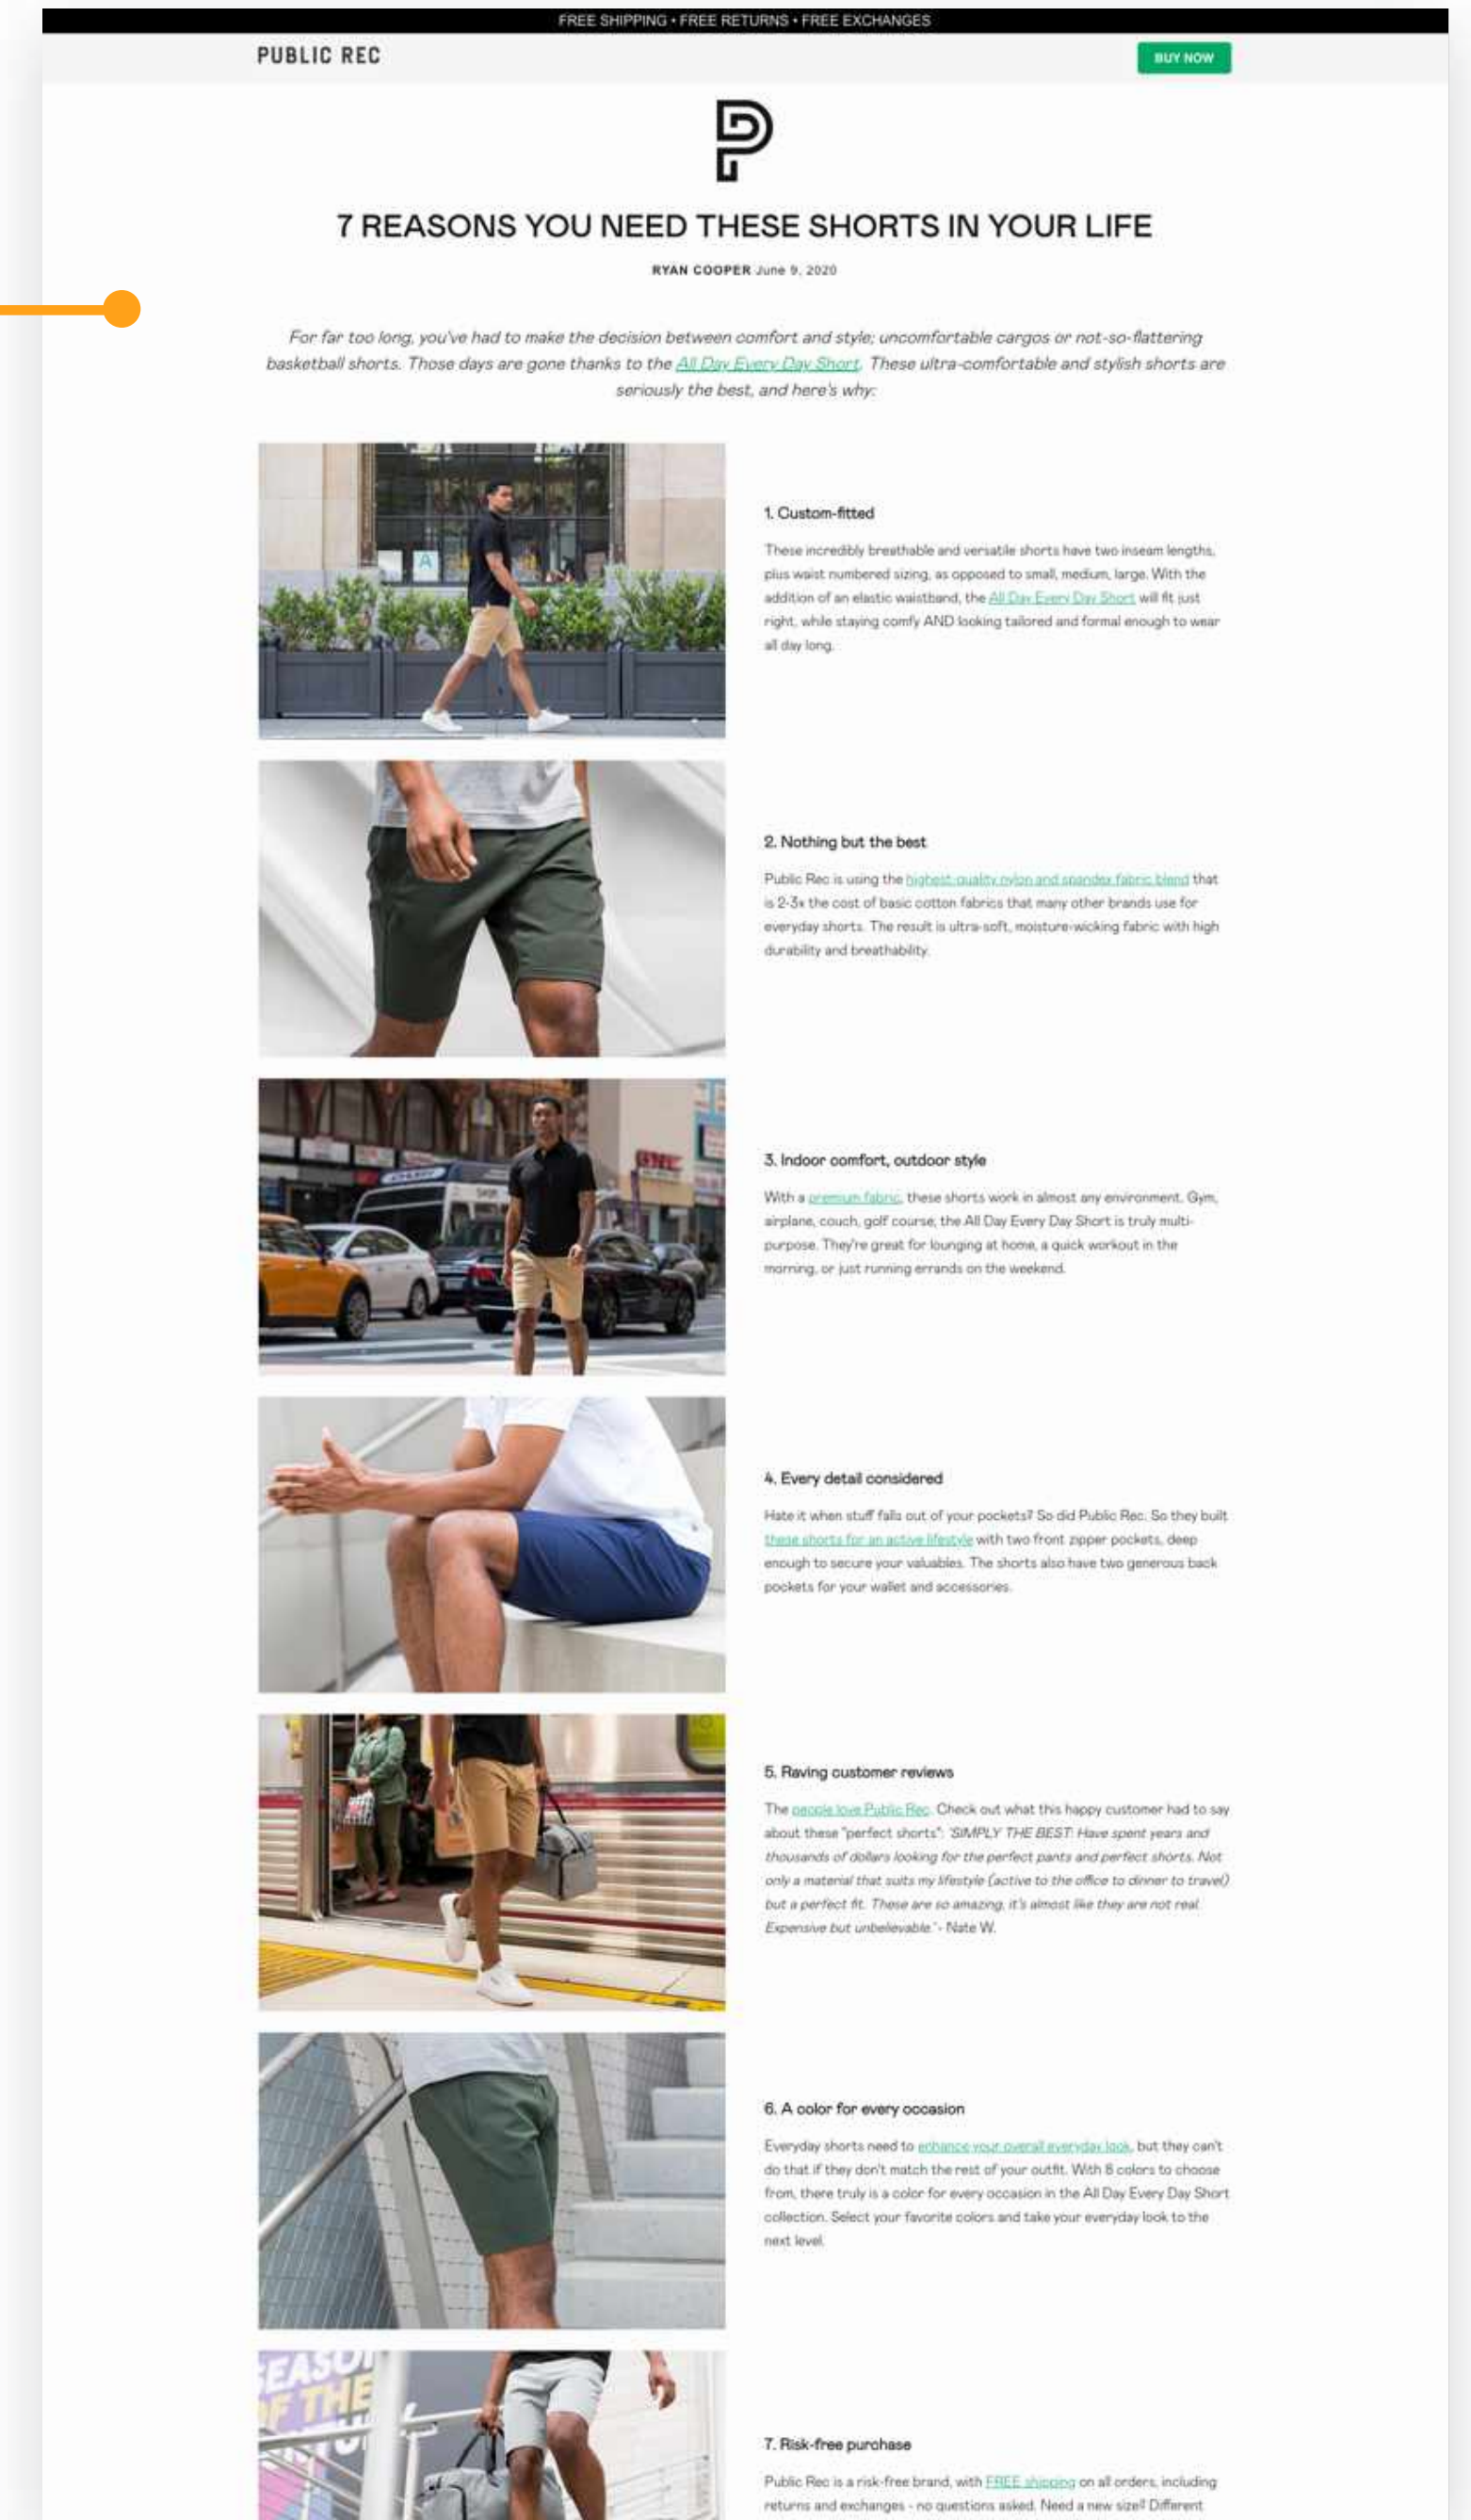 FREE SHIPPING • FREE RETURNS • FREE EXCHANGES
PUBLIC REC
BUY NOW
7 REASONS YOU NEED THESE SHORTS IN YOUR LIFE
RYAN COOPER June 9, 2020
For far too long, you've had to make the decision between comfort and style; uncomfortable cargos or not-so-flattering
basketball shorts. Those days are gone thanks to the All Day Every Day Short. These ultra-comfortable and stylish shorts are
seriously the best, and here's why:
A
1. Custom-fitted
These incredibly breathable and versatile shorts have two inseam lengths,
plus waist numbered sizing, as opposed to small, medium, large. With the
addition of an elastic waistband, the All Day Every Day Short will fit just
right, while staying comfy AND looking tailored and formal enough to wear
all day long.
2. Nothing but the best
Public Rec is using the highest-quality nylon and spandex fabric blend that
is 2-3x the cost of basic cotton fabrics that many other brands use for
everyday shorts. The result is ultra-soft, moisture-wicking fabric with high
durability and breathability.
3. Indoor comfort, outdoor style
With a premium fabric, these shorts work in almost any environment. Gym,
airplane, couch, golf course; the All Day Every Day Short is truly multi-
purpose. They're great for lounging at home, a quick workout in the
morning, or just running errands on the weekend.
4. Every detail considered
Hate it when stuff falls out of your pockets? So did Public Rec. So they built
these shorts for an active lifestyle with two front zipper pockets, deep
enough to secure your valuables. The shorts also have two generous back
pockets for your wallet and accessories.
5. Raving customer reviews
The people love Public Rec. Check out what this happy customer had to say
about these "perfect shorts": "SIMPLY THE BEST: Have spent years and
thousands of dollars looking for the perfect pants and perfect shorts. Not
only a material that suits my lifestyle (active to the office to dinner to travel)
but a perfect fit. These are so amazing, it's almost like they are not real.
Expensive but unbelievable." - Nate W.
6. A color for every occasion
Everyday shorts need to enhance your overall everyday look, but they can't
do that if they don't match the rest of your outfit. With 8 colors to choose
from, there truly is a color for every occasion in the All Day Every Day Short
collection. Select your favorite colors and take your everyday look to the
next level.
OF THE
7. Risk-free purchase
Public Rec is a risk-free brand, with FREE shipping on all orders, including
returns and exchanges - no questions asked. Need a new size? Different